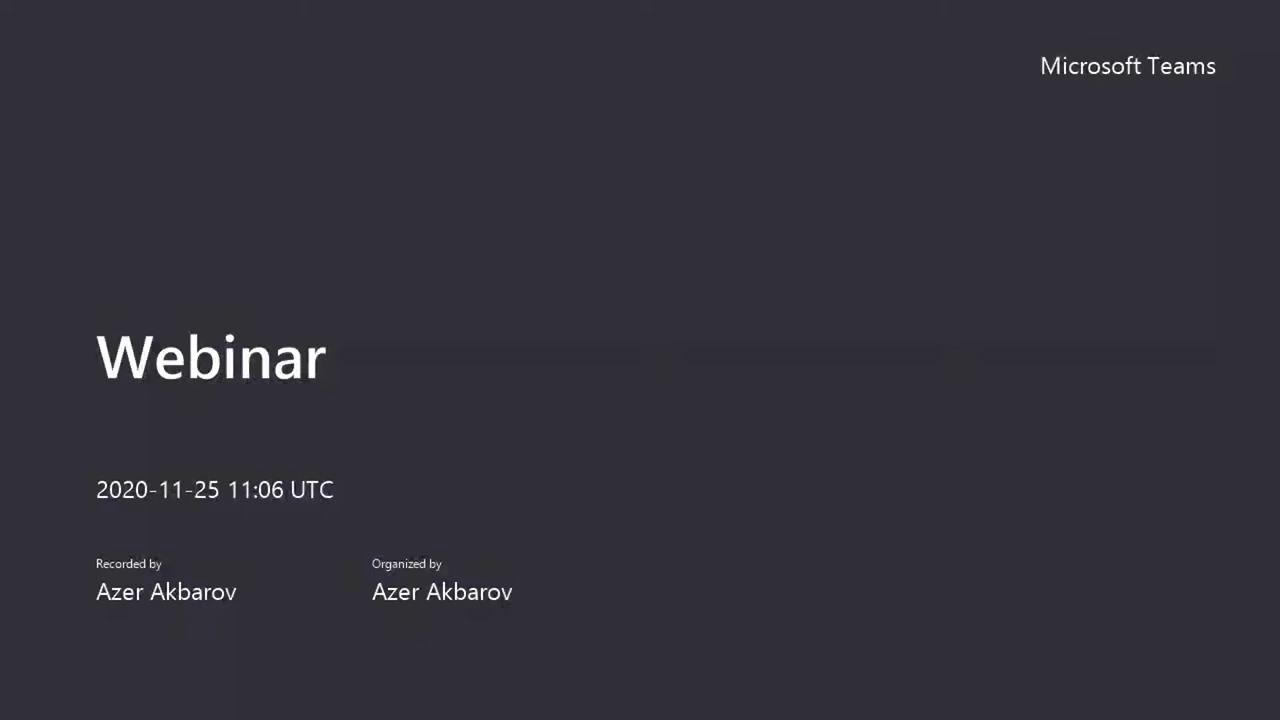 Microsoft Teams
Webinar
2020-11-25 11:06 UTC
Recorded by
Azer Akbarov
Organized by
Azer Akbarov